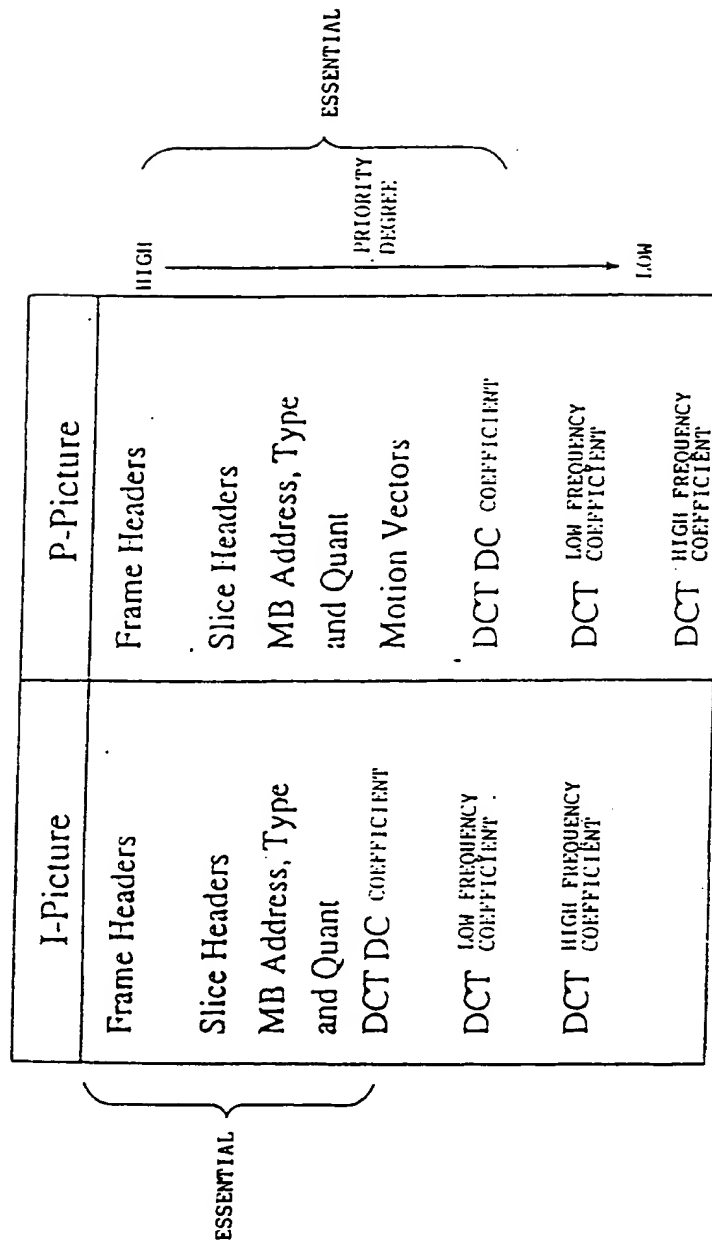 I-Picture
P-Picture
Frame Headers
Slice Headers
MB Address, Type
and Quant
DCT DC COEFFICIENT
DCT LOW FREQUENCY
COEFFICIENT
DCT HIGH FREQUENCY
COEFFICIENT
ESSENTIAL
Frame Headers
Slice Headers
MB Address, Type
and Quant
Motion Vectors
DCT DC COEFFICIENT
DCT LOW FREQUENCY
COEFFICIENT
DCT HIGH FREQUENCY
COEFFICIENT
HIGH
PRIORITY
DEGREE
LOW
ESSENTIAL